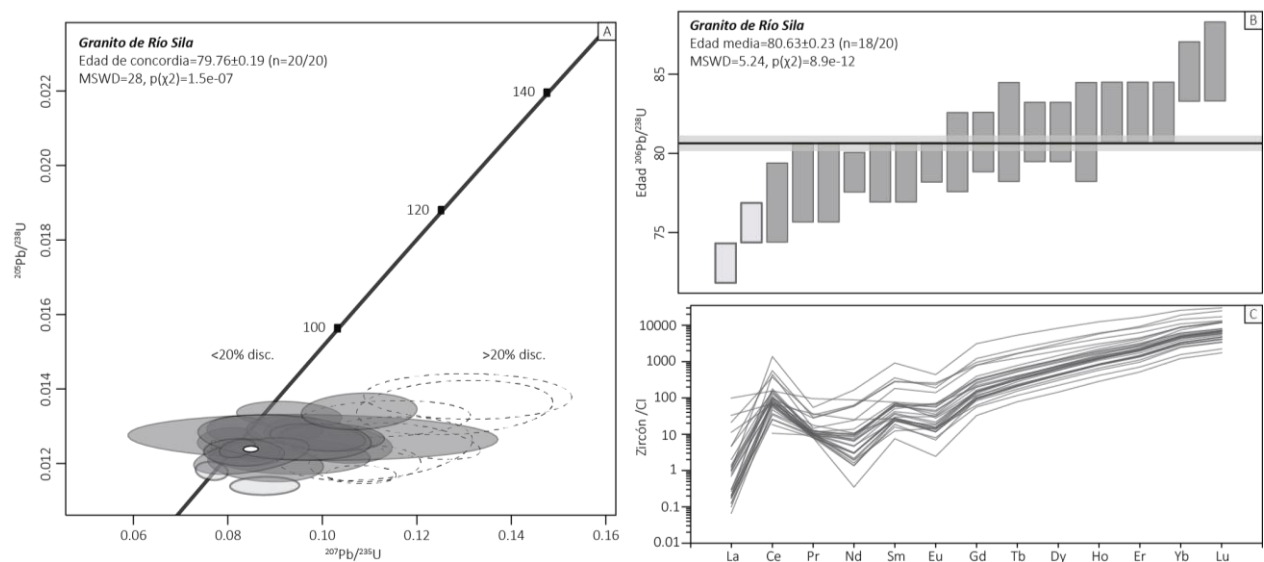 A
Granito de Río Sila
Edad de concordia=79.76±0.19 (n=20/20)
MSWD=28, p(χ2)=1.5e-07
140
120
100
<20% disc.
>20% disc.
0.022
0.020
0.018
0.016
0.014
0.012
²⁰⁵Pb/²³⁸U
0.06
0.08
0.10
0.12
0.14
0.16
²⁰⁷Pb/²³⁵U
B
Granito de Río Sila
Edad media=80.63±0.23 (n=18/20)
MSWD=5.24, p(χ2)=8.9e-12
85
80
75
Edad ²⁰⁶Pb/²³⁸U
C
10000
1000
100
10
1
0.1
0.01
Zircón /CI
La Ce Pr Nd Sm Eu Gd Tb Dy Ho Er Yb Lu